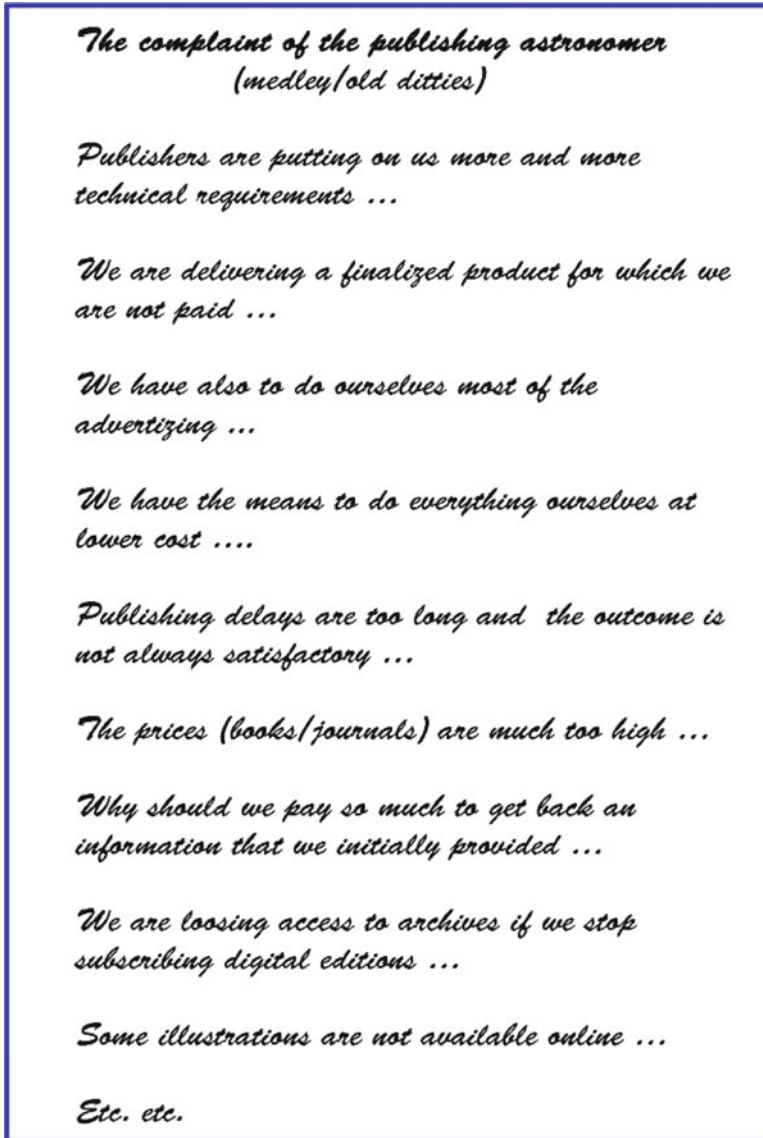 The complaint of the publishing astronomer
(medley/old ditties)
Publishers are putting on us more and more
technical requirements ...
We are delivering a finalized product for which we
are not paid ...
We have also to do ourselves most of the
advertizing ...
We have the means to do everything ourselves at
lower cost ....
Publishing delays are too long and the outcome is
not always satisfactory ...
The prices (books/journals) are much too high ...
Why should we pay so much to get back an
information that we initially provided ...
We are loosing access to archives if we stop
subscribing digital editions ...
Some illustrations are not available online ...
Etc. etc.